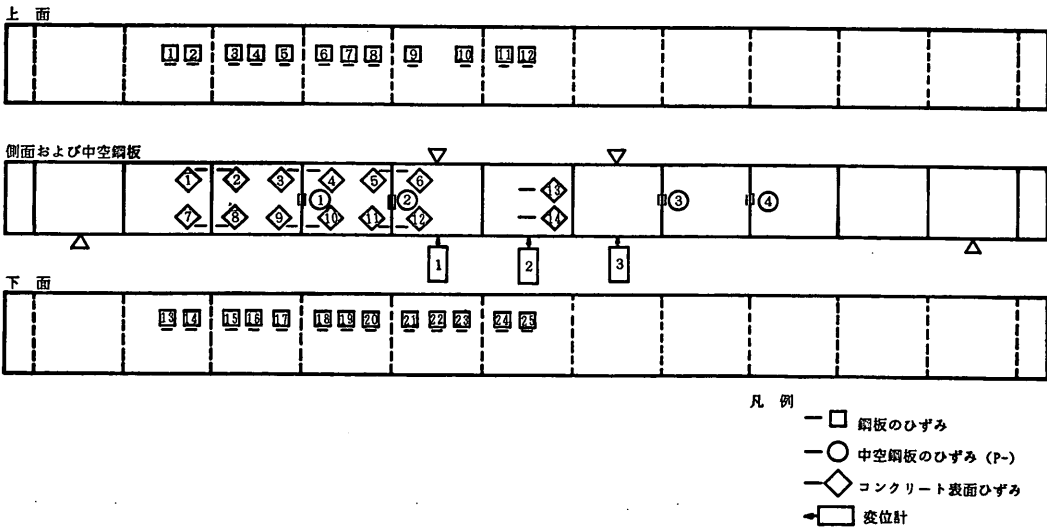 上面
1 2 3 4 5 6 7 8 9 10 11 12
側面および中空鋼板
1 2 3 4 5 6 13
1 2 3 4
7 8 9 10 11 12 14
1 2 3
下面
13 14 15 16 17 18 19 20 21 22 23 24 25
凡例
鋼板のひずみ
中空鋼板のひずみ (P-)
コンクリート表面ひずみ
変位計